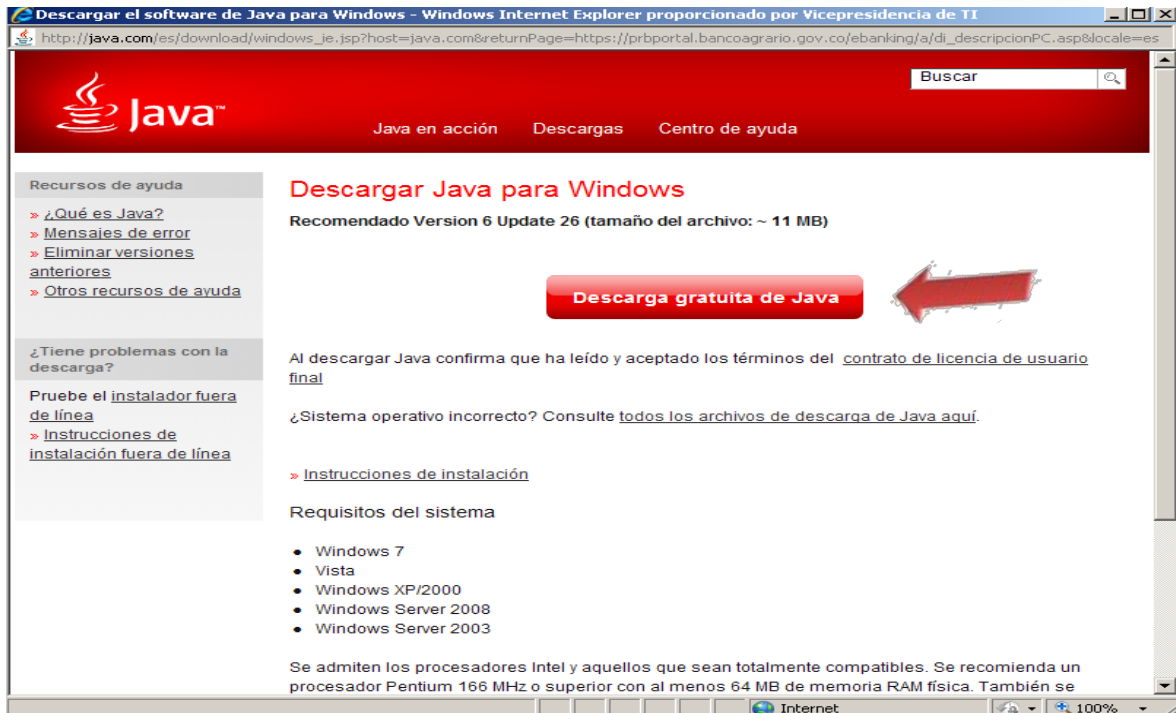 Descargar el software de Java para Windows - Windows Internet Explorer proporcionado por Vicepresidencia de TI
http://java.com/es/download/windows_ie.jsp?host=java.com&returnPage=https://prbportal.bancoagrario.gov.co/ebanking/a/di_descripcionPC.asp&locale=es
Buscar
Java™
Java en acción Descargas Centro de ayuda
Recursos de ayuda
» ¿Qué es Java?
» Mensajes de error
» Eliminar versiones
anteriores
» Otros recursos de ayuda
¿Tiene problemas con la
descarga?
Pruebe el instalador fuera
de línea
» Instrucciones de
instalación fuera de línea
Descargar Java para Windows
Recomendado Version 6 Update 26 (tamaño del archivo: ~ 11 MB)
Descarga gratuita de Java
Al descargar Java confirma que ha leído y aceptado los términos del contrato de licencia de usuario
final
¿Sistema operativo incorrecto? Consulte todos los archivos de descarga de Java aquí.
» Instrucciones de instalación
Requisitos del sistema
• Windows 7
• Vista
• Windows XP/2000
• Windows Server 2008
• Windows Server 2003
Se admiten los procesadores Intel y aquellos que sean totalmente compatibles. Se recomienda un
procesador Pentium 166 MHz o superior con al menos 64 MB de memoria RAM física. También se
Internet
100%